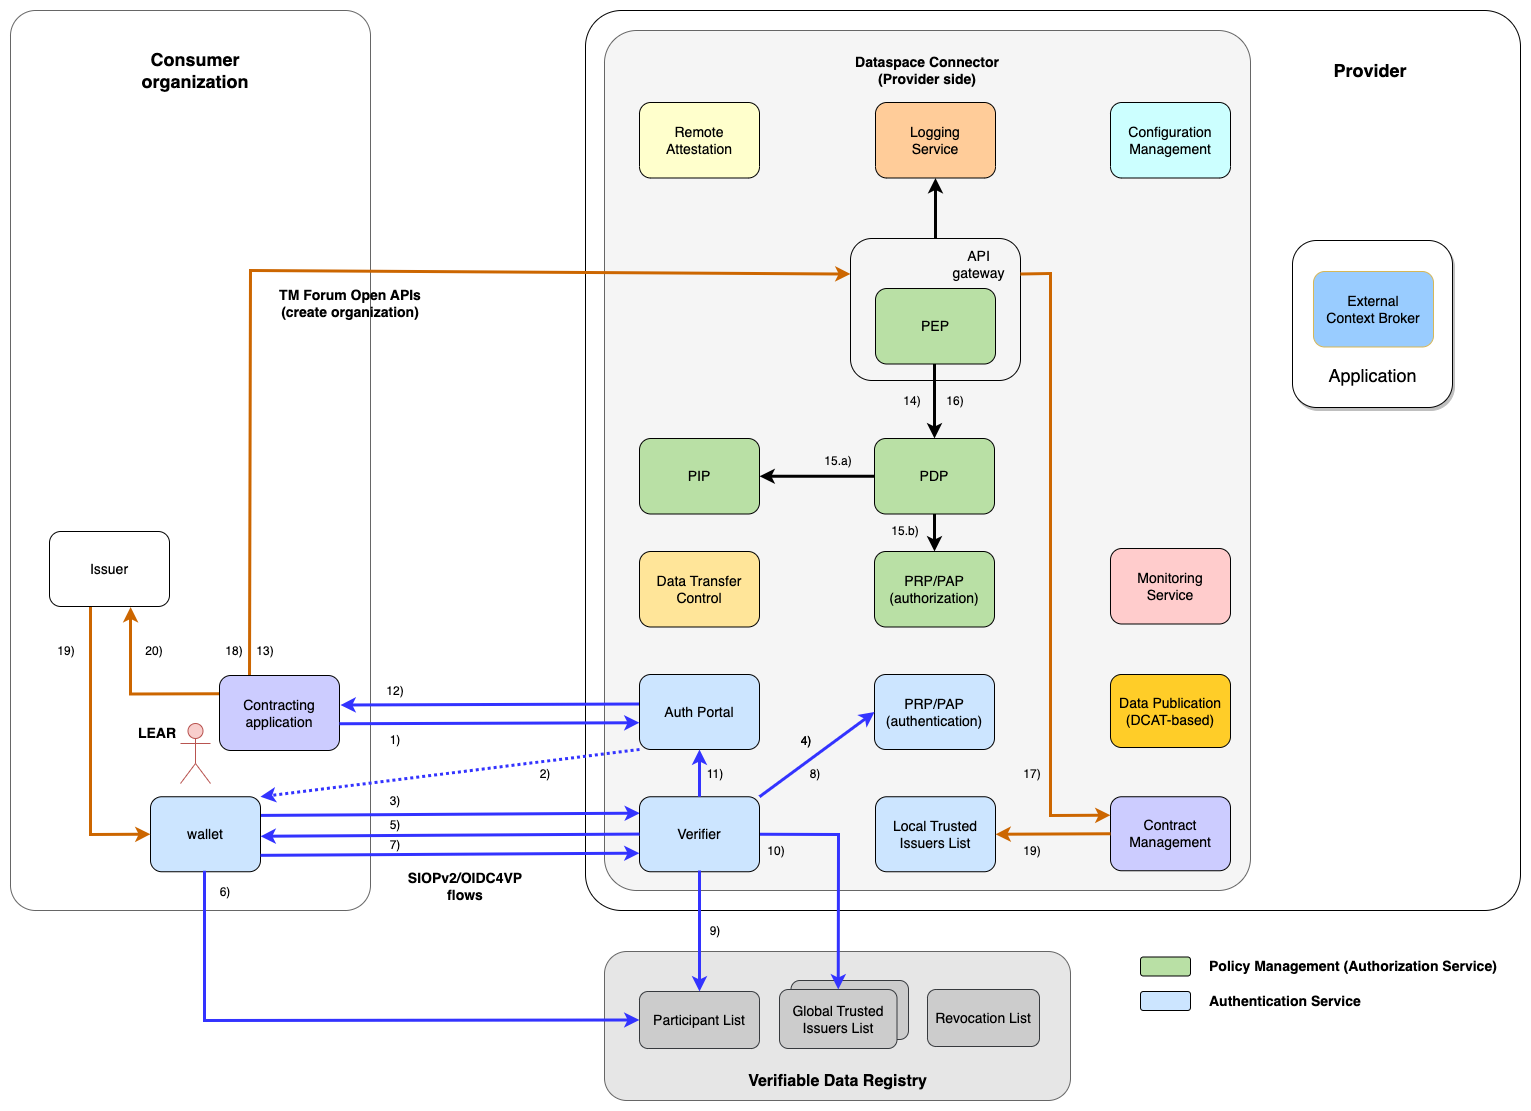 Consumer
organization
Provider
Dataspace Connector
(Provider side)
Remote
Attestation
Logging
Service
Configuration
Management
API
gateway
TM Forum Open APIs
(create organization)
PEP
External
Context Broker
Application
14)
16)
PIP
15.a)
PDP
15.b)
Issuer
Data Transfer
Control
PRP/PAP
(authorization)
Monitoring
Service
19)
20)
18)
13)
Contracting
application
12)
1)
Auth Portal
PRP/PAP
(authentication)
Data Publication
(DCAT-based)
LEAR
2)
11)
4)
8)
17)
wallet
3)
5)
7)
Verifier
10)
Local Trusted
Issuers List
19)
Contract
Management
SIOPv2/OIDC4VP
flows
6)
9)
Participant List
Global Trusted
Issuers List
Revocation List
Verifiable Data Registry
Policy Management (Authorization Service)
Authentication Service